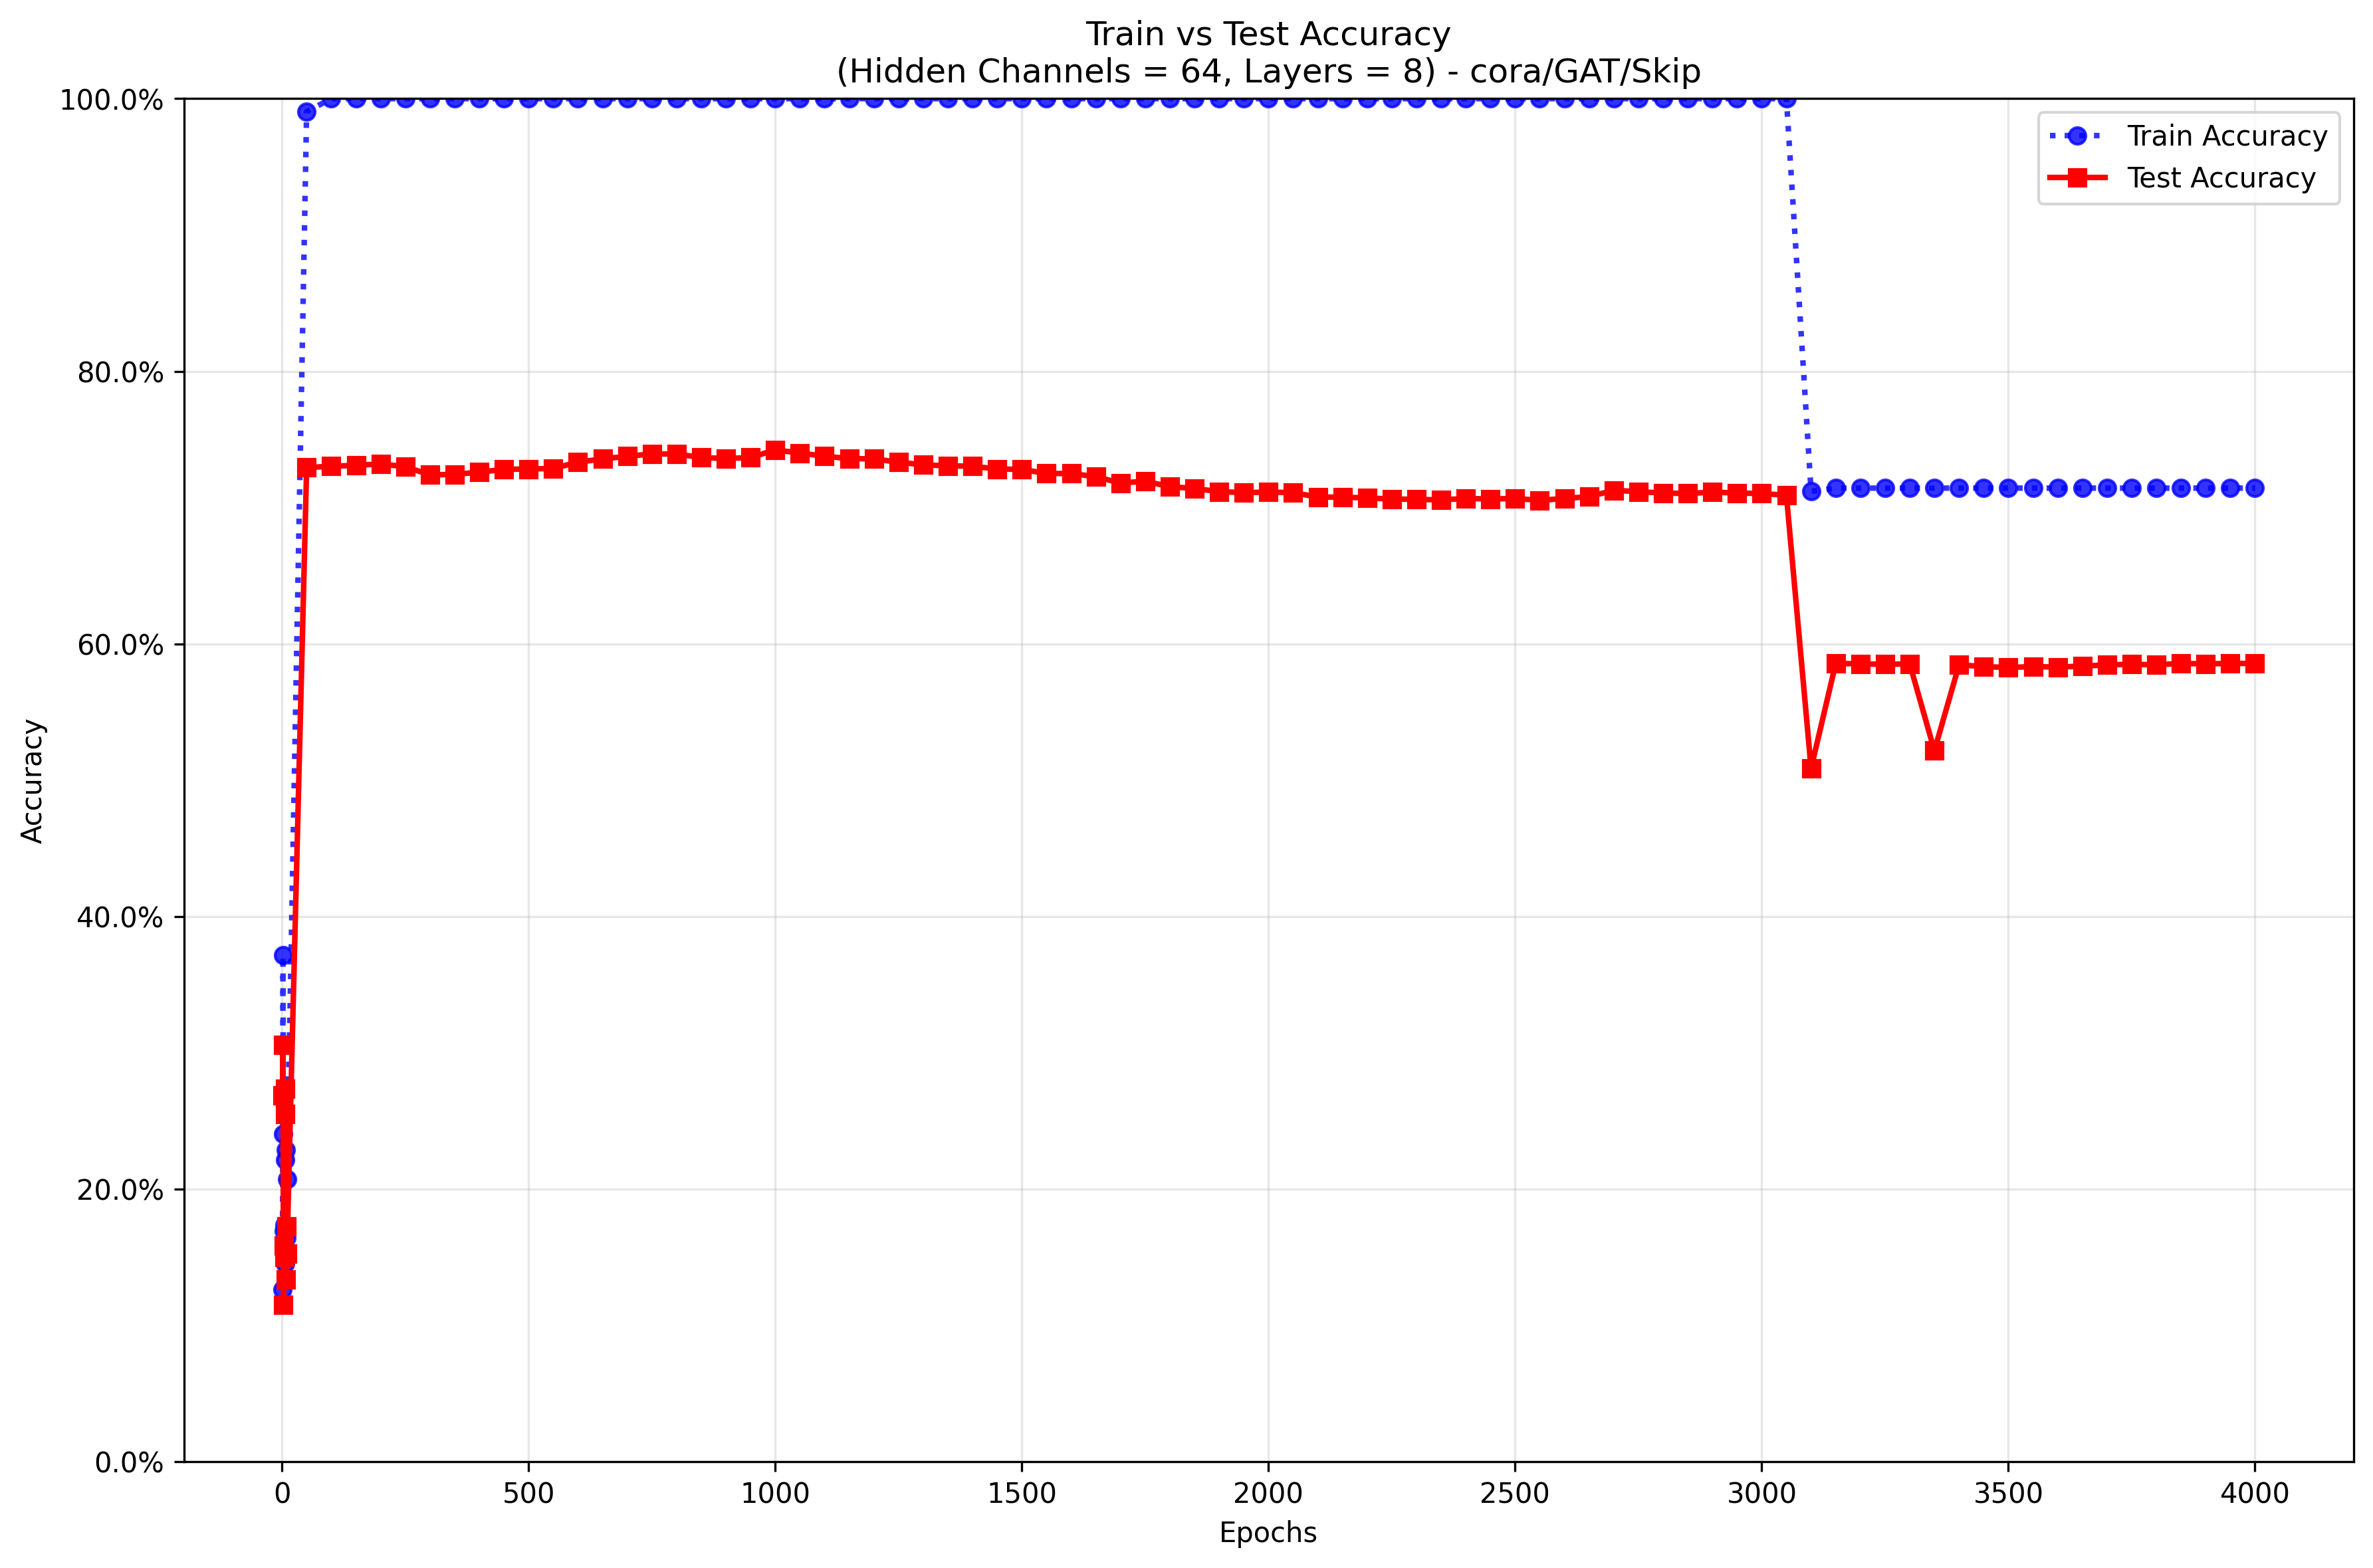 Train vs Test Accuracy
(Hidden Channels = 64, Layers = 8) - cora/GAT/Skip
100.0%
80.0%
60.0%
40.0%
20.0%
0.0%
Accuracy
Train Accuracy
Test Accuracy
0 500 1000 1500 2000 2500 3000 3500 4000
Epochs